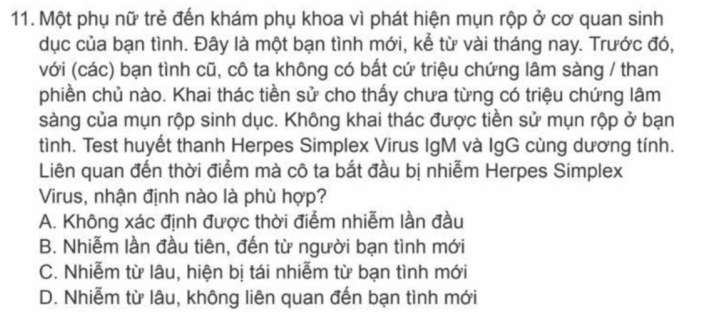 11. Một phụ nữ trẻ đến khám phụ khoa vì phát hiện mụn rộp ở cơ quan sinh
dục của bạn tình. Đây là một bạn tình mới, kể từ vài tháng nay. Trước đó,
với (các) bạn tình cũ, cô ta không có bất cứ triệu chứng lâm sàng / than
phiền chủ nào. Khai thác tiền sử cho thấy chưa từng có triệu chứng lâm
sàng của mụn rộp sinh dục. Không khai thác được tiền sử mụn rộp ở bạn
tình. Test huyết thanh Herpes Simplex Virus IgM và IgG cùng dương tính.
Liên quan đến thời điểm mà cô ta bắt đầu bị nhiễm Herpes Simplex
Virus, nhận định nào là phù hợp?
A. Không xác định được thời điểm nhiễm lần đầu
B. Nhiễm lần đầu tiên, đến từ người bạn tình mới
C. Nhiễm từ lâu, hiện bị tái nhiễm từ bạn tình mới
D. Nhiễm từ lâu, không liên quan đến bạn tình mới